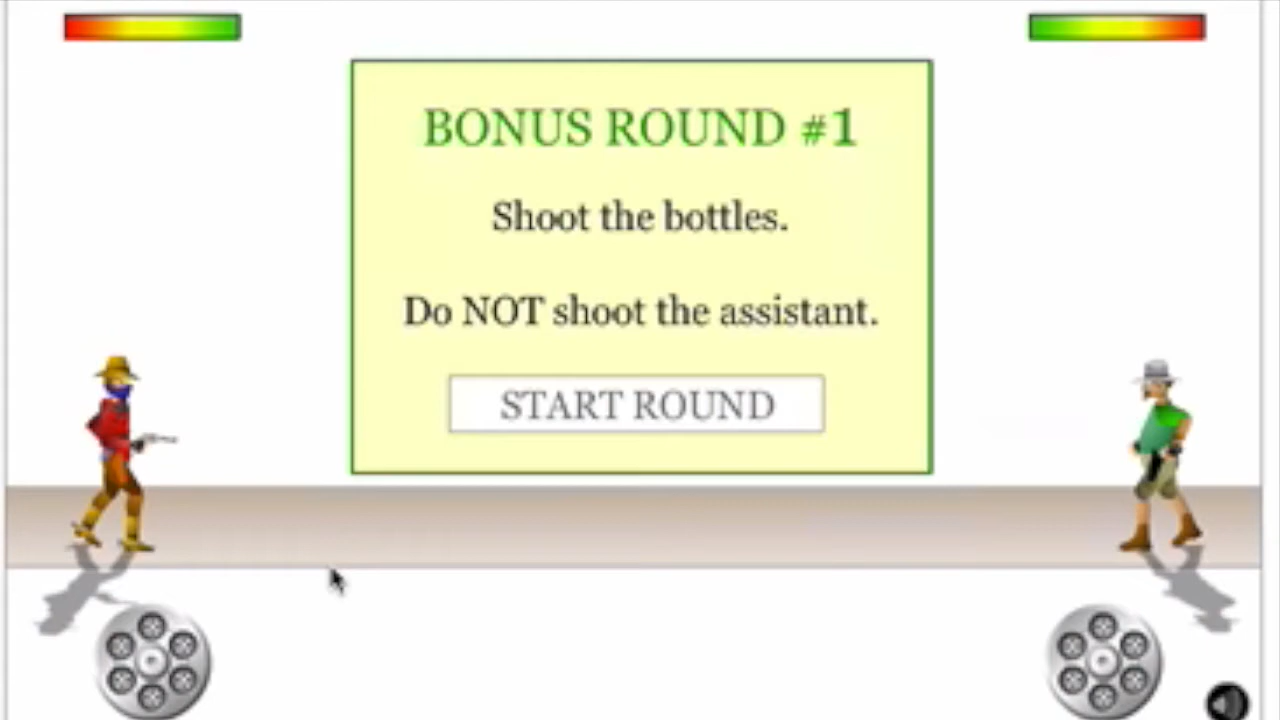 BONUS ROUND #1
Shoot the bottles.
Do NOT shoot the assistant.
START ROUND